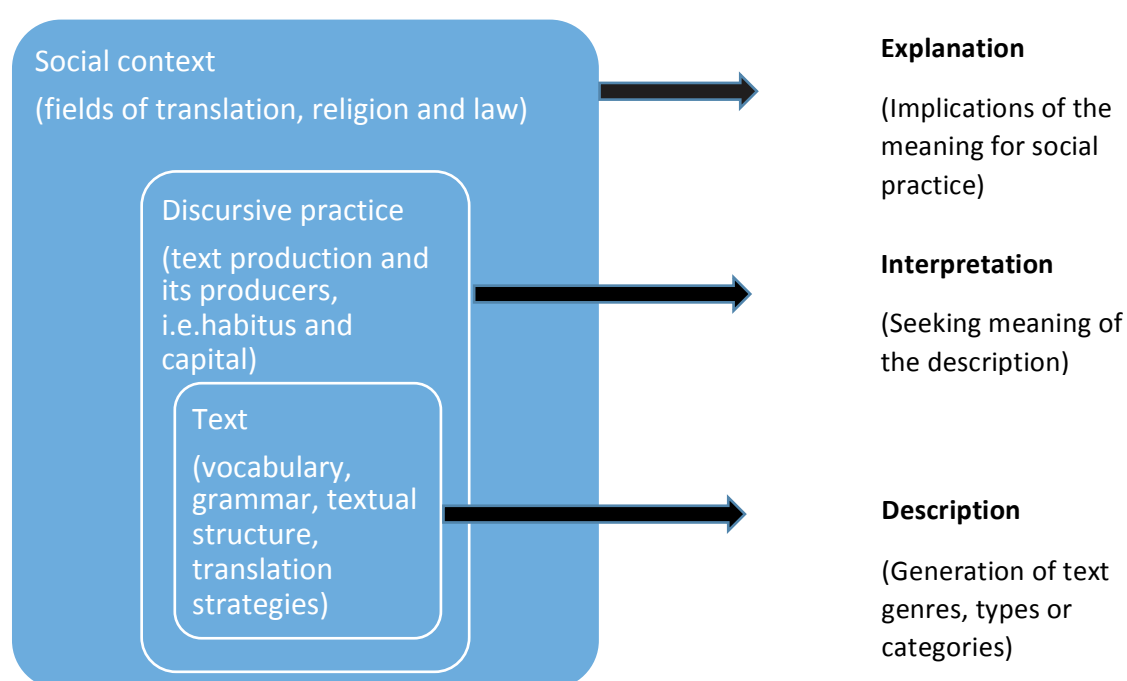 Social context
(fields of translation, religion and law)
Discursive practice
(text production and
its producers,
i.e.habitus and
capital)
Text
(vocabulary,
grammar, textual
structure,
translation
strategies)
Explanation
(Implications of the
meaning for social
practice)
Interpretation
(Seeking meaning of
the description)
Description
(Generation of text
genres, types or
categories)